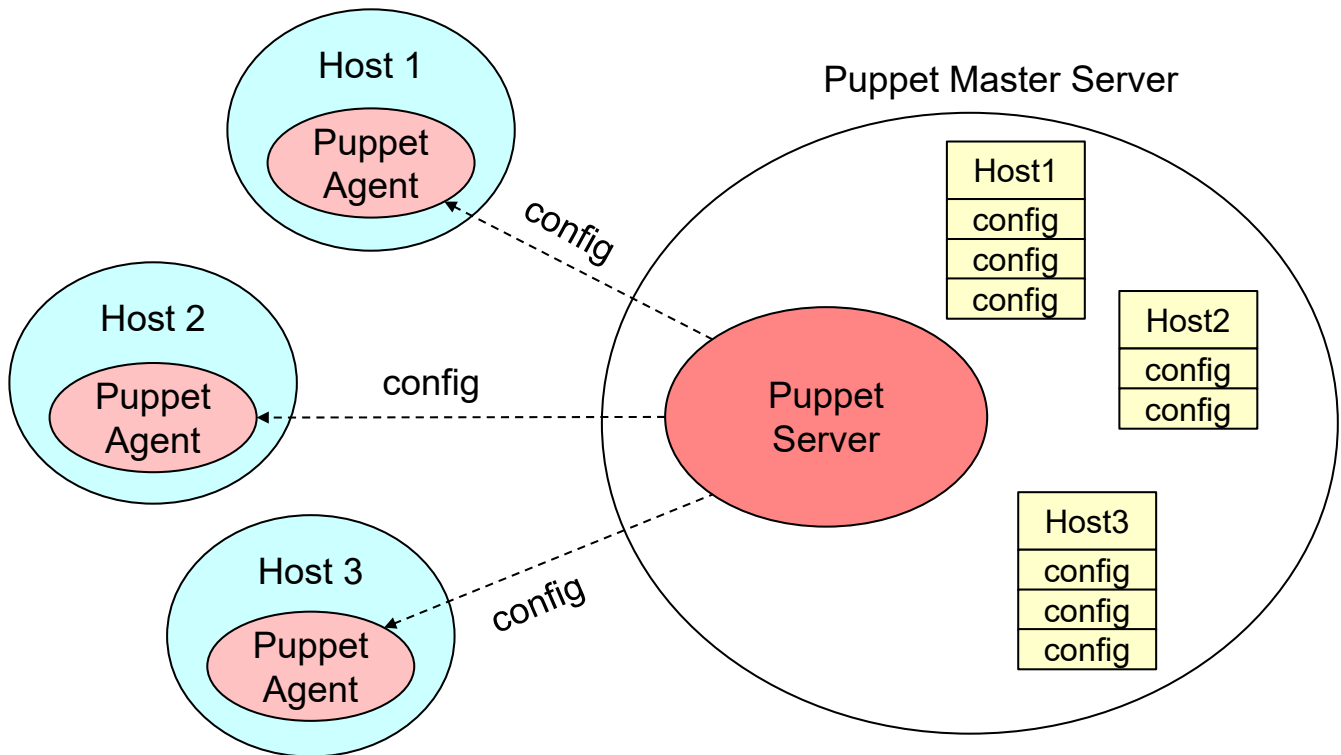 Host 1
Puppet
Agent
config
Host 2
Puppet
Agent
config
Host 3
Puppet
Agent
config
Puppet Master Server
Puppet
Server
Host1
config
config
config
Host2
config
config
Host3
config
config
config